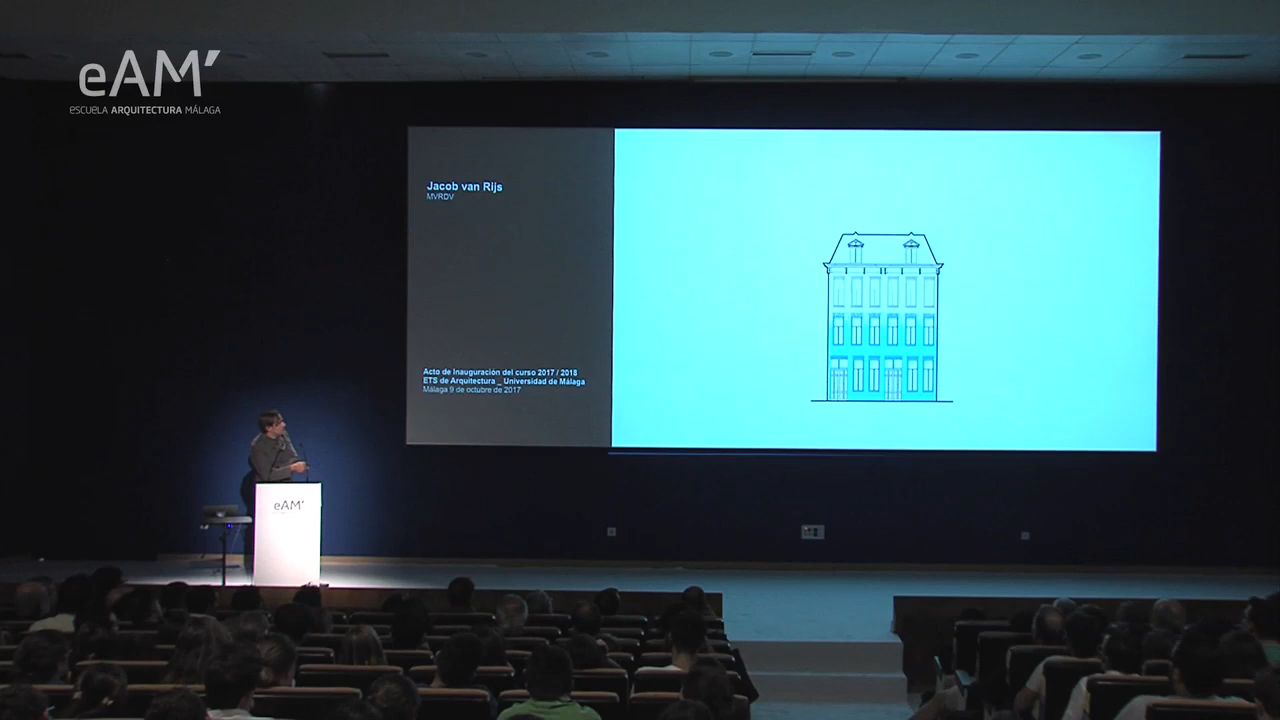 eAM'
ESCUELA ARQUITECTURA MÁLAGA
Jacob van Rijs
MVRDV
Acto de Inauguración del curso 2017 / 2018
ETS de Arquitectura _ Universidad de Málaga
Málaga 9 de octubre de 2017
eAM'